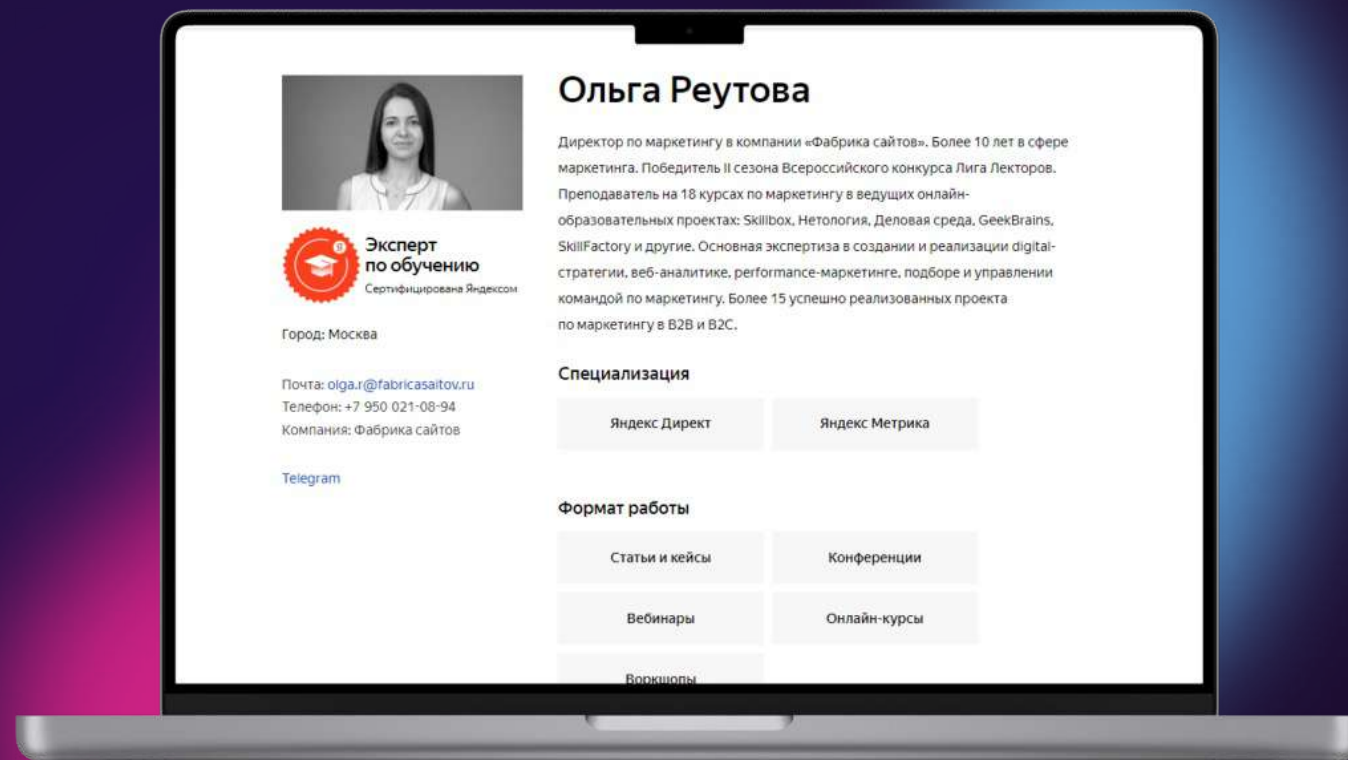 Ольга Реутова
Директор по маркетингу в компании «Фабрика сайтов». Более 10 лет в сфере
маркетинга. Победитель II сезона Всероссийского конкурса Лига Лекторов.
Преподаватель на 18 курсах по маркетингу в ведущих онлайн-
образовательных проектах: Skillbox, Нетология, Деловая среда, GeekBrains,
SkillFactory и другие. Основная экспертиза в создании и реализации digital-
стратегии, веб-аналитике, performance-маркетинге, подборе и управлении
командой по маркетингу. Более 15 успешно реализованных проекта
по маркетингу в B2B и B2C.
Я
Эксперт
по обучению
Сертифицирована Яндексом
Город: Москва
Почта: olga.r@fabricasaitov.ru
Телефон: +7 950 021-08-94
Компания: Фабрика сайтов
Telegram
Специализация
Яндекс Директ
Яндекс Метрика
Формат работы
Статьи и кейсы
Конференции
Вебинары
Онлайн-курсы
Воркшопы